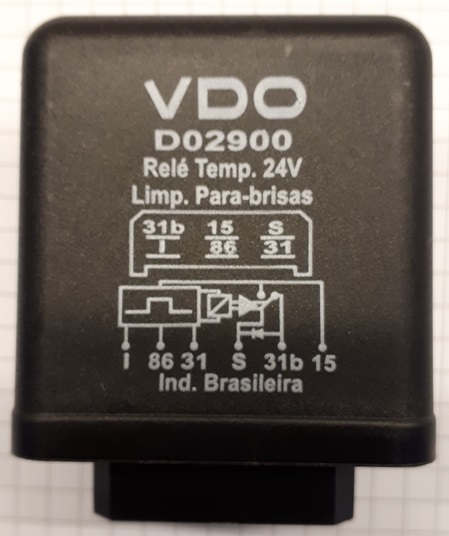 VDO
D02900
Relé Temp. 24V
Limp. Para-brisas
31b 15 S
I 86 31
I 86 31 S 31b 15
Ind. Brasileira